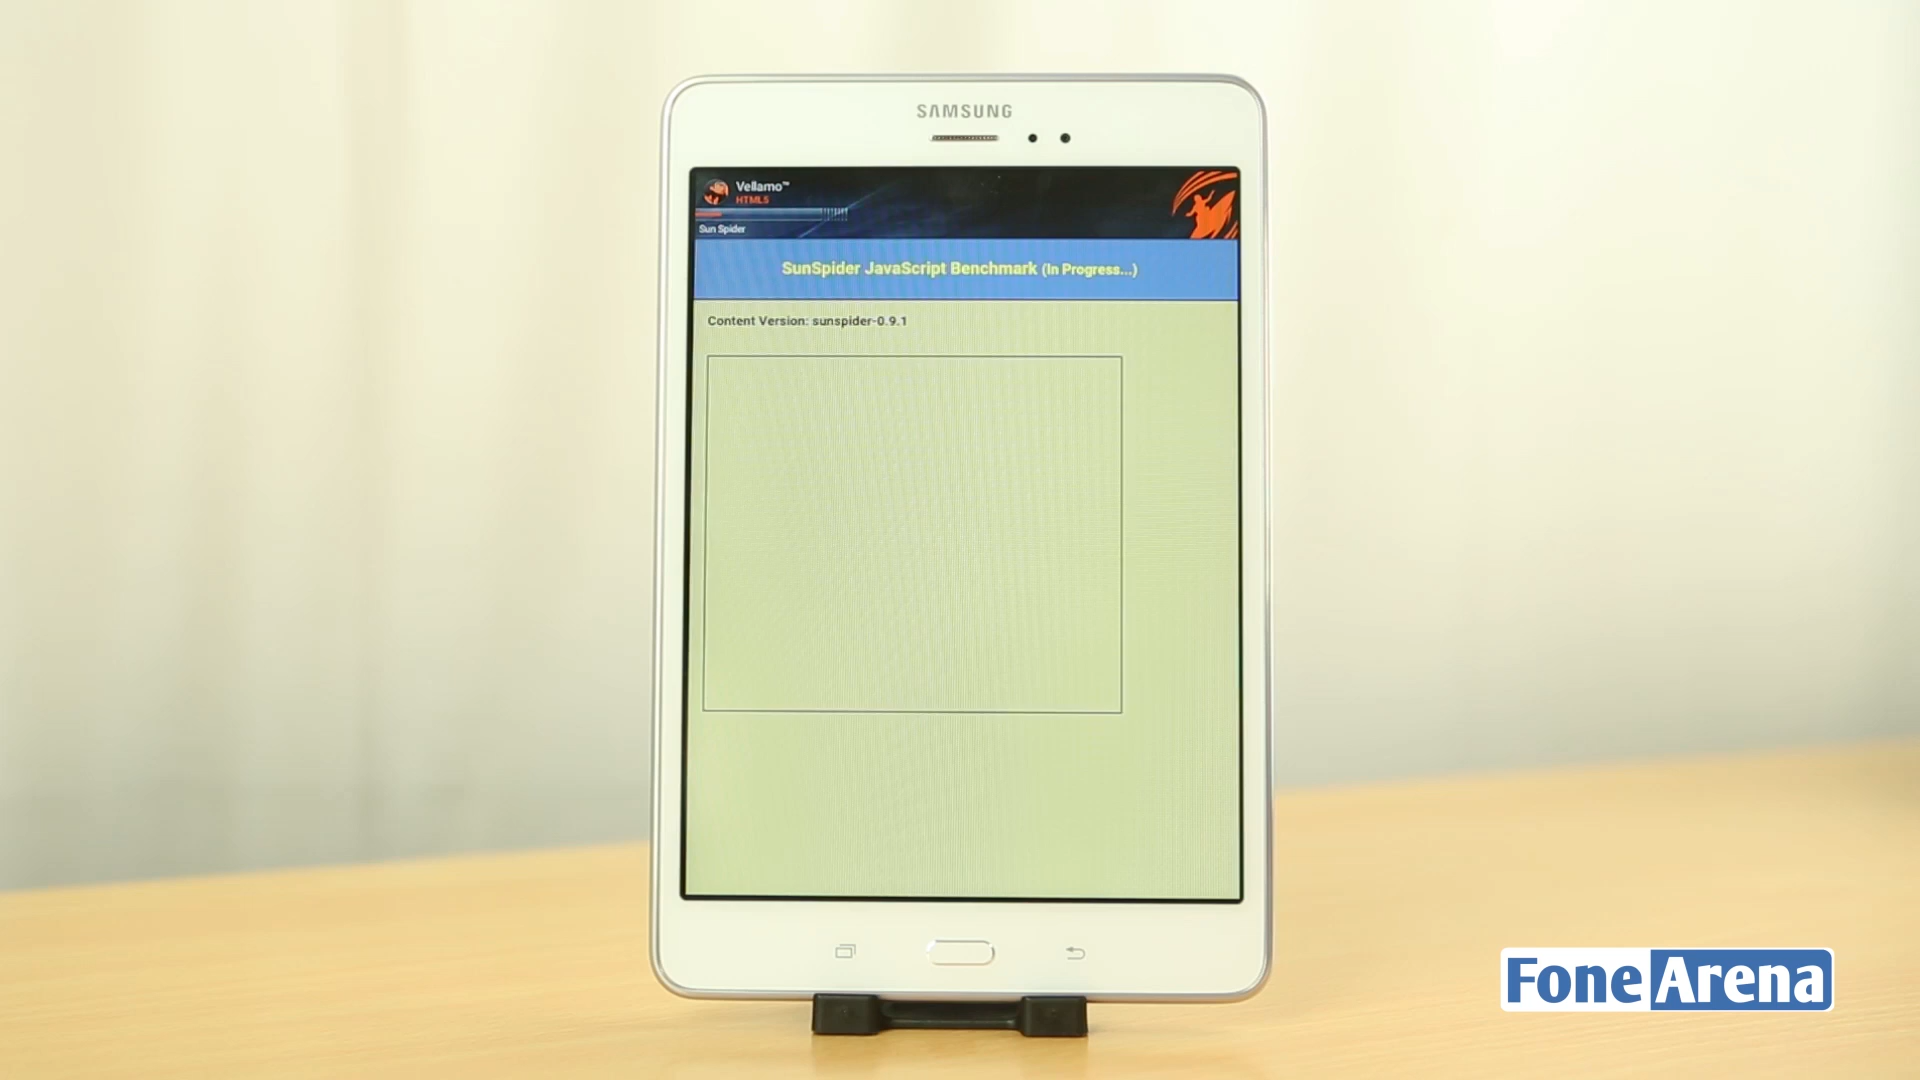 SAMSUNG
Vellamo™
HTML5
Sun Spider
SunSpider JavaScript Benchmark (In Progress...)
Content Version: sunspider-0.9.1
FoneArena